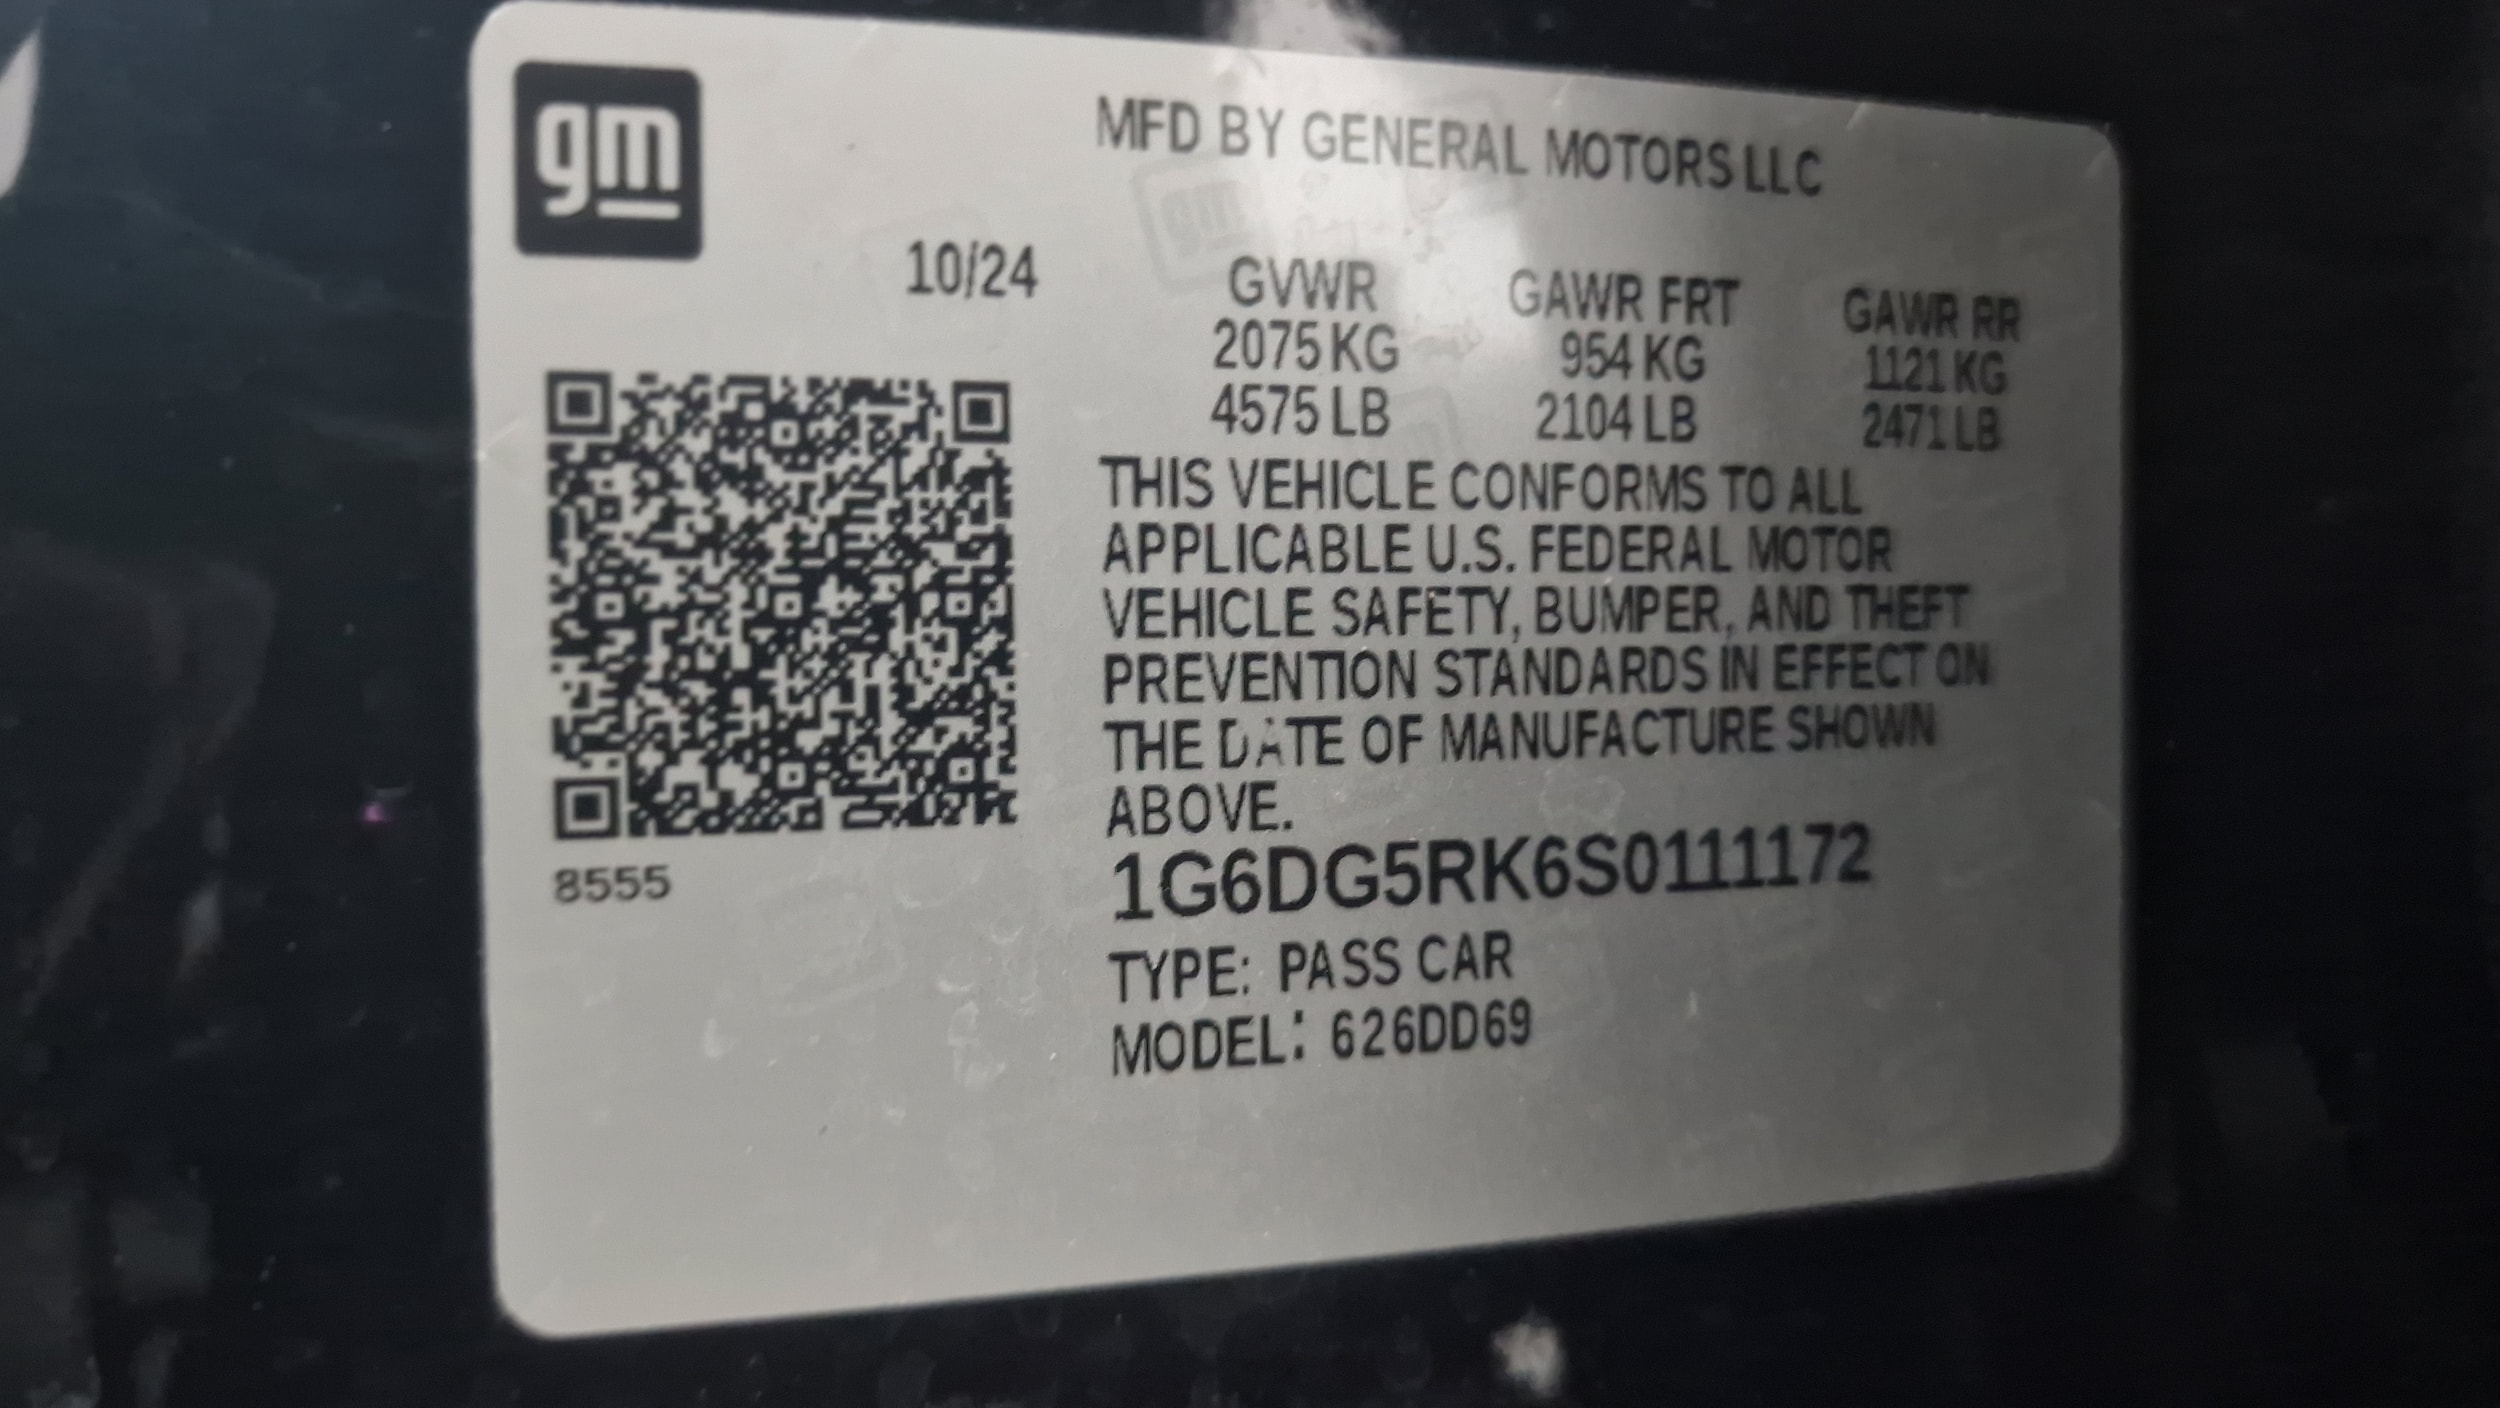 gm
MFD BY GENERAL MOTORS LLC
10/24
GVWR GAWR FRT GAWR RR
2075 KG 954 KG 1121 KG
4575 LB 2104 LB 2471 LB
THIS VEHICLE CONFORMS TO ALL
APPLICABLE U.S. FEDERAL MOTOR
VEHICLE SAFETY, BUMPER, AND THEFT
PREVENTION STANDARDS IN EFFECT ON
THE DATE OF MANUFACTURE SHOWN
ABOVE.
8555
1G6DG5RK6S0111172
TYPE: PASS CAR
MODEL: 626DD69